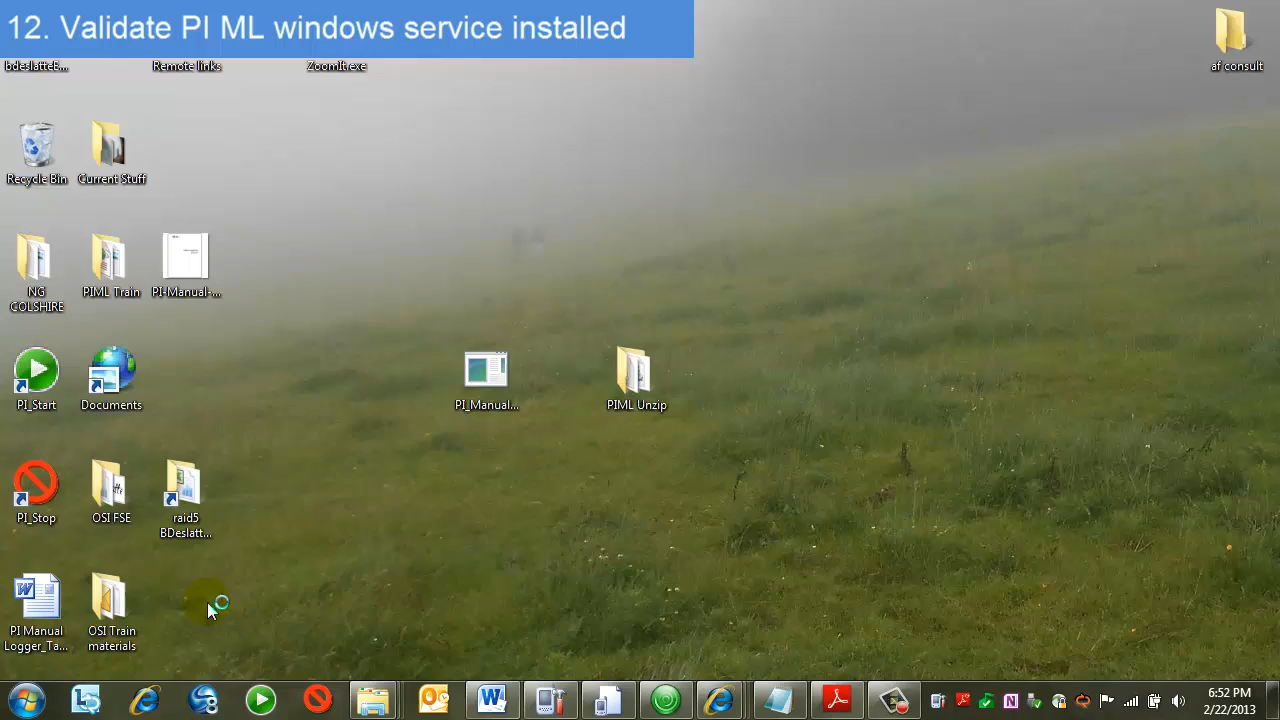 12. Validate PI ML windows service installed
bdeslatteE...
Remote links
ZoomIt.exe
af consult
Recycle Bin
Current Stuff
NG
COLSHIRE
PIML Train
PI-Manual-...
PI_Start
Documents
PI_Manual...
PIML Unzip
PI_Stop
OSI FSE
raid5
BDeslatt...
PI Manual
Logger_Ta...
OSI Train
materials
6:52 PM
2/22/2013